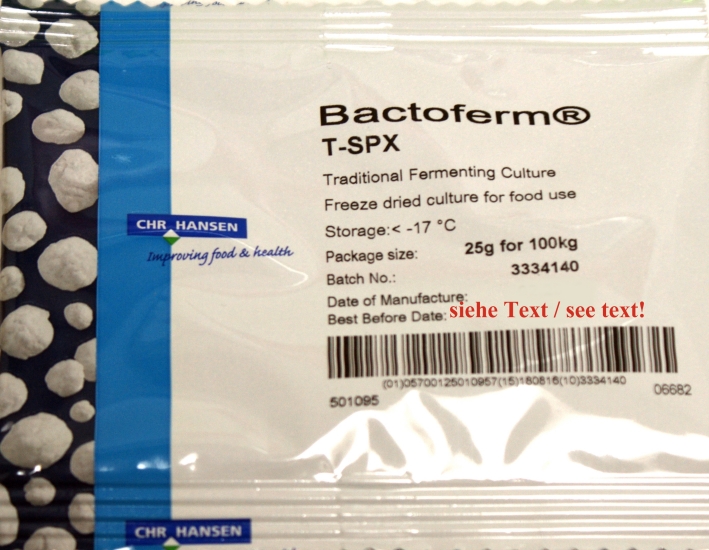 Bactoferm®
T-SPX
Traditional Fermenting Culture
Freeze dried culture for food use
Storage:< -17 °C
Package size: 25g for 100kg
Batch No.: 3334140
Date of Manufacture:
Best Before Date: siehe Text / see text!
(01)05700125010957(15)180816(10)3334140
501095 06682
CHR HANSEN
Improving food & health
CHR HANSEN